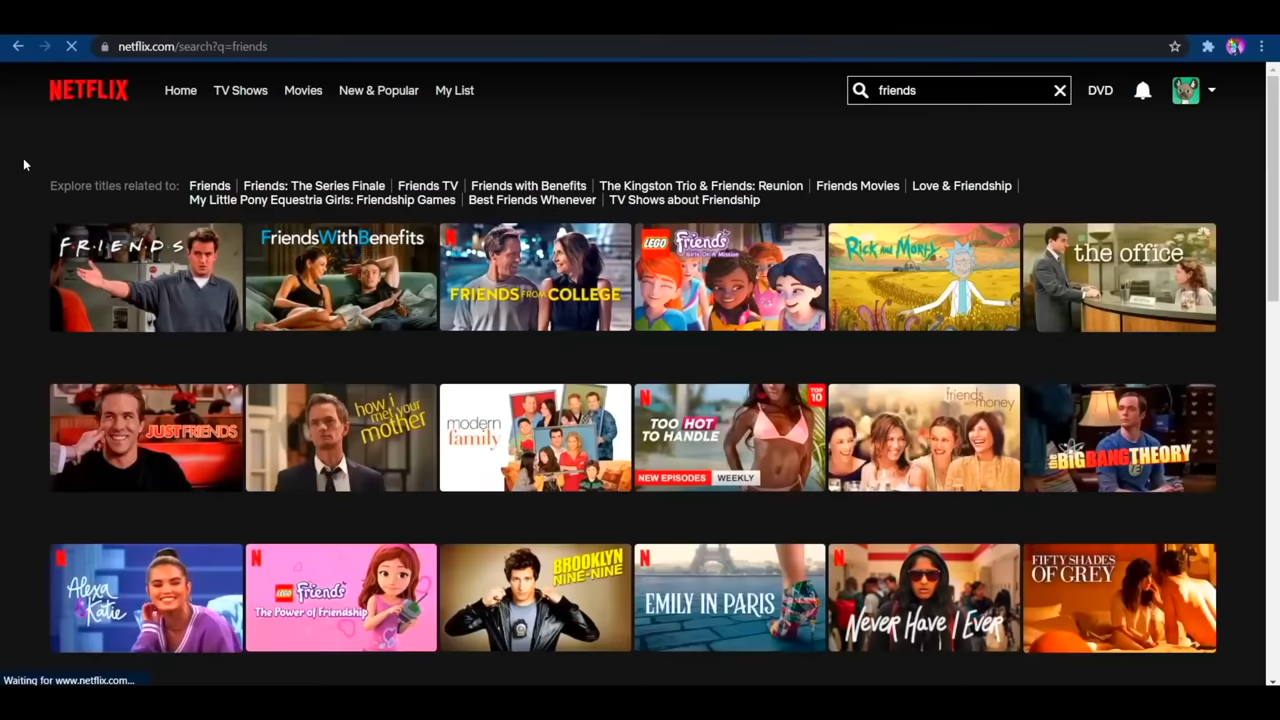 netflix.com/search?q=friends
NETFLIX Home TV Shows Movies New & Popular My List friends DVD
Explore titles related to: Friends Friends: The Series Finale Friends TV Friends with Benefits The Kingston Trio & Friends: Reunion Friends Movies Love & Friendship
My Little Pony Equestria Girls: Friendship Games Best Friends Whenever TV Shows about Friendship
F·R·I·E·N·D·S
FriendsWithBenefits
N
FRIENDS FROM COLLEGE
LEGO Friends
Girls On A Mission
Rick and Morty
the office
JUST FRIENDS
how i
met your
mother
modern
family
N
TOP
10
TOO HOT
TO HANDLE
NEW EPISODES WEEKLY
friends
with money
the BIG BANG THEORY
N
Alexa
& Katie
N
LEGO Friends
The Power of friendship
BROOKLYN
NINE-NINE
N
EMILY IN PARIS
N
NEVER HAVE I EVER
FIFTY SHADES
OF GREY
Waiting for www.netflix.com...